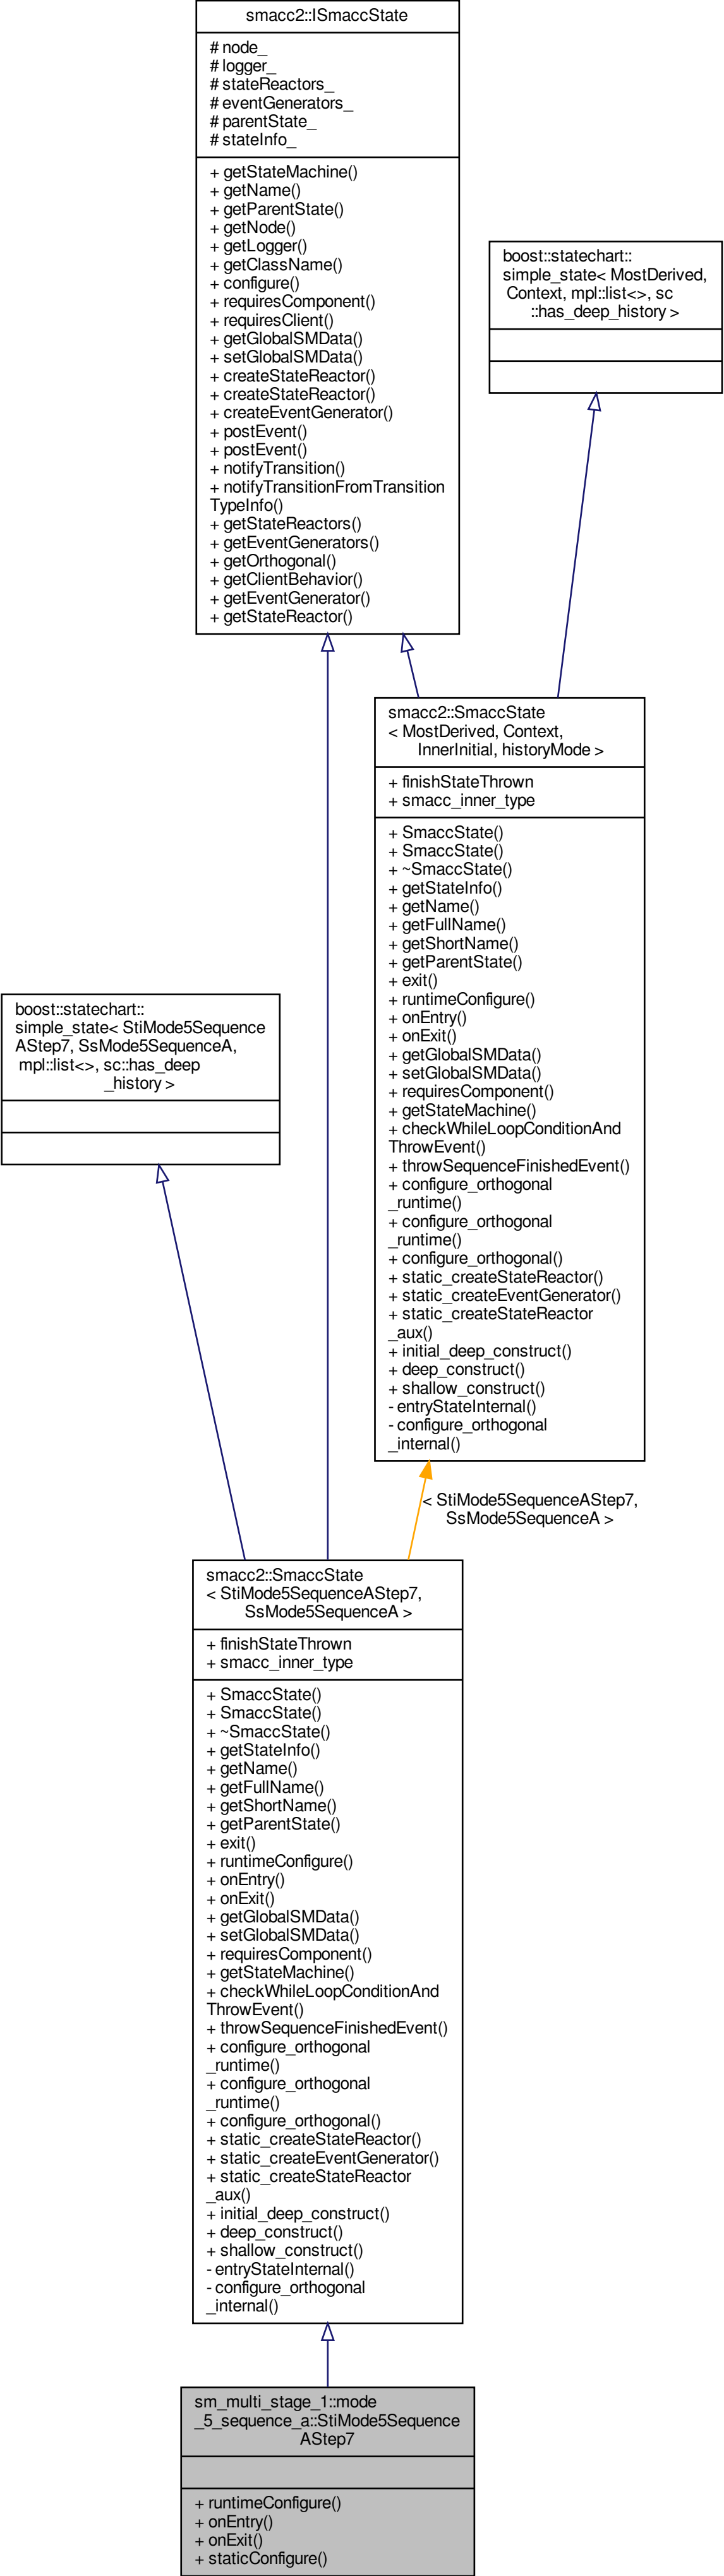 smacc2::ISmaccState
# node_
# logger_
# stateReactors_
# eventGenerators_
# parentState_
# stateInfo_
+ getStateMachine()
+ getName()
+ getParentState()
+ getNode()
+ getLogger()
+ getClassName()
+ configure()
+ requiresComponent()
+ requiresClient()
+ getGlobalSMData()
+ setGlobalSMData()
+ createStateReactor()
+ createStateReactor()
+ createEventGenerator()
+ postEvent()
+ postEvent()
+ notifyTransition()
+ notifyTransitionFromTransition
TypeInfo()
+ getStateReactors()
+ getEventGenerators()
+ getOrthogonal()
+ getClientBehavior()
+ getEventGenerator()
+ getStateReactor()
boost::statechart::
simple_state< MostDerived,
Context, mpl::list<>, sc
::has_deep_history >
smacc2::SmaccState
< MostDerived, Context,
InnerInitial, historyMode >
+ finishStateThrown
+ smacc_inner_type
+ SmaccState()
+ SmaccState()
+ ~SmaccState()
+ getStateInfo()
+ getName()
+ getFullName()
+ getShortName()
+ getParentState()
+ exit()
+ runtimeConfigure()
+ onEntry()
+ onExit()
+ getGlobalSMData()
+ setGlobalSMData()
+ requiresComponent()
+ getStateMachine()
+ checkWhileLoopConditionAnd
ThrowEvent()
+ throwSequenceFinishedEvent()
+ configure_orthogonal
_runtime()
+ configure_orthogonal
_runtime()
+ configure_orthogonal()
+ static_createStateReactor()
+ static_createEventGenerator()
+ static_createStateReactor
_aux()
+ initial_deep_construct()
+ deep_construct()
+ shallow_construct()
- entryStateInternal()
- configure_orthogonal
_internal()
boost::statechart::
simple_state< StiMode5Sequence
AStep7, SsMode5SequenceA,
mpl::list<>, sc::has_deep
_history >
< StiMode5SequenceAStep7,
SsMode5SequenceA >
smacc2::SmaccState
< StiMode5SequenceAStep7,
SsMode5SequenceA >
+ finishStateThrown
+ smacc_inner_type
+ SmaccState()
+ SmaccState()
+ ~SmaccState()
+ getStateInfo()
+ getName()
+ getFullName()
+ getShortName()
+ getParentState()
+ exit()
+ runtimeConfigure()
+ onEntry()
+ onExit()
+ getGlobalSMData()
+ setGlobalSMData()
+ requiresComponent()
+ getStateMachine()
+ checkWhileLoopConditionAnd
ThrowEvent()
+ throwSequenceFinishedEvent()
+ configure_orthogonal
_runtime()
+ configure_orthogonal
_runtime()
+ configure_orthogonal()
+ static_createStateReactor()
+ static_createEventGenerator()
+ static_createStateReactor
_aux()
+ initial_deep_construct()
+ deep_construct()
+ shallow_construct()
- entryStateInternal()
- configure_orthogonal
_internal()
sm_multi_stage_1::mode
_5_sequence_a::StiMode5Sequence
AStep7
+ runtimeConfigure()
+ onEntry()
+ onExit()
+ staticConfigure()